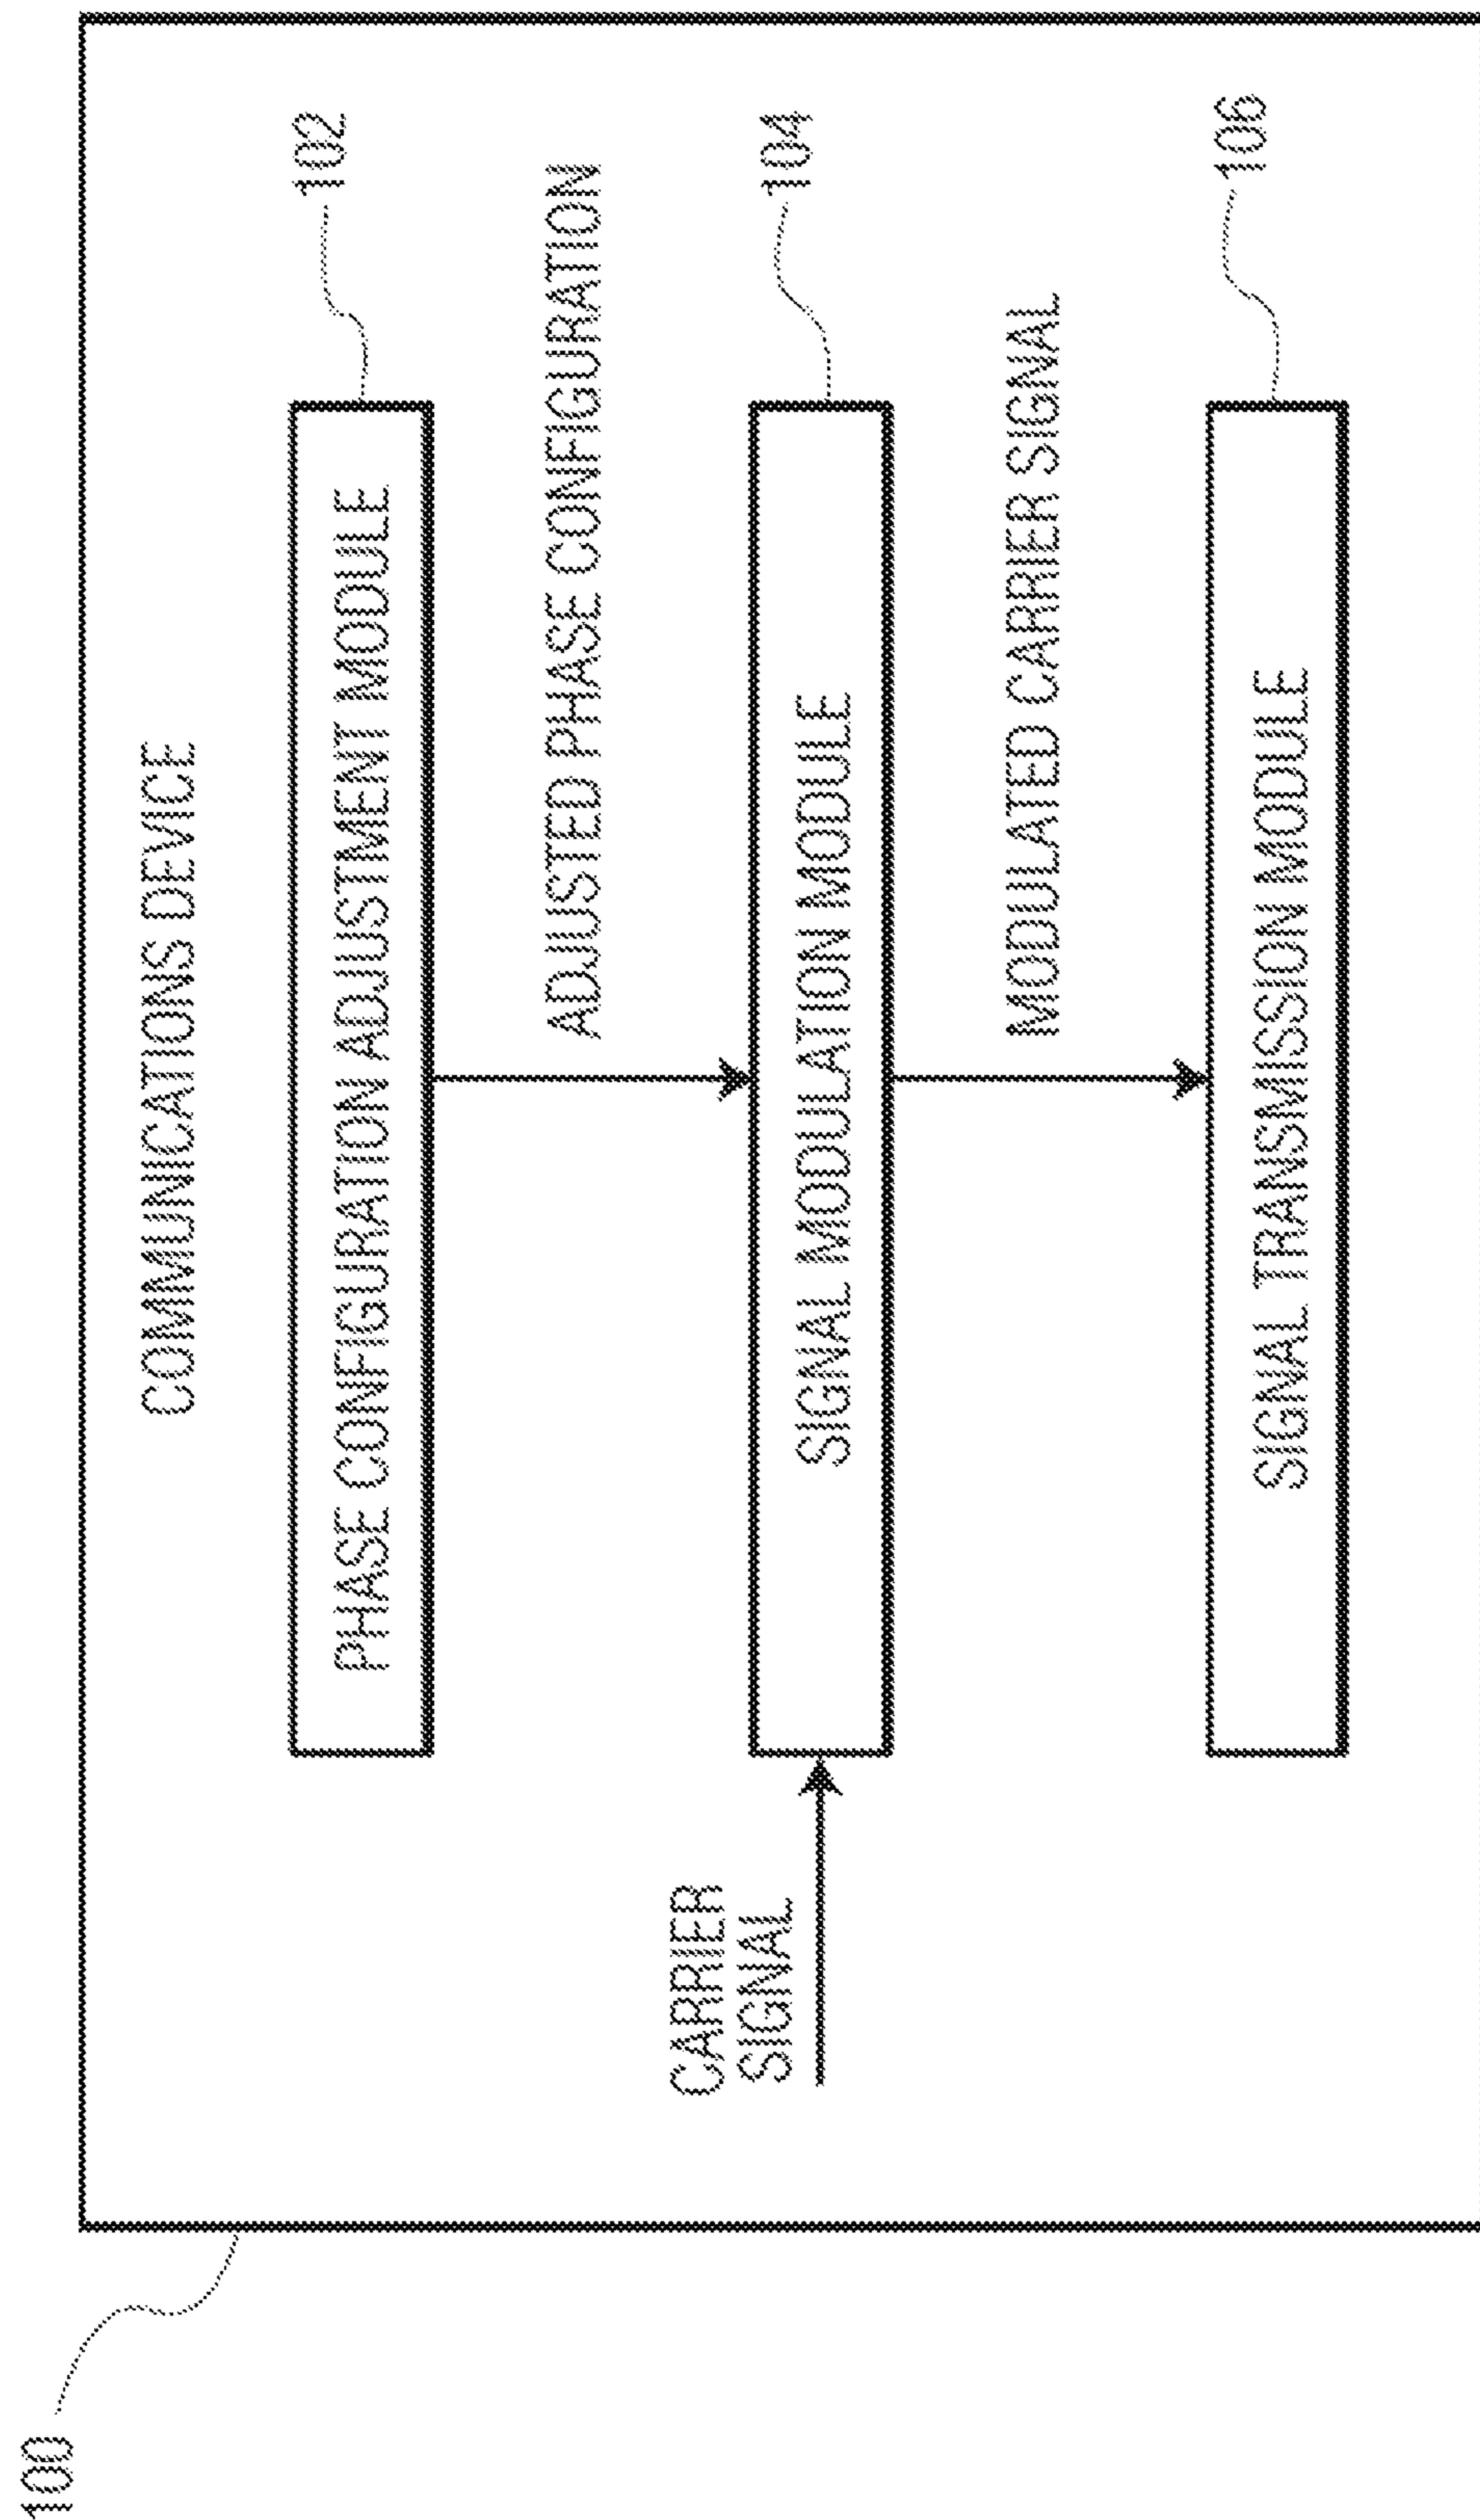 100
COMMUNICATIONS DEVICE
PHASE CONFIGURATION ADJUSTMENT MODULE
102
ADJUSTED PHASE CONFIGURATION
CARRIER
SIGNAL
SIGNAL MODULATION MODULE
104
MODULATED CARRIER SIGNAL
SIGNAL TRANSMISSION MODULE
106